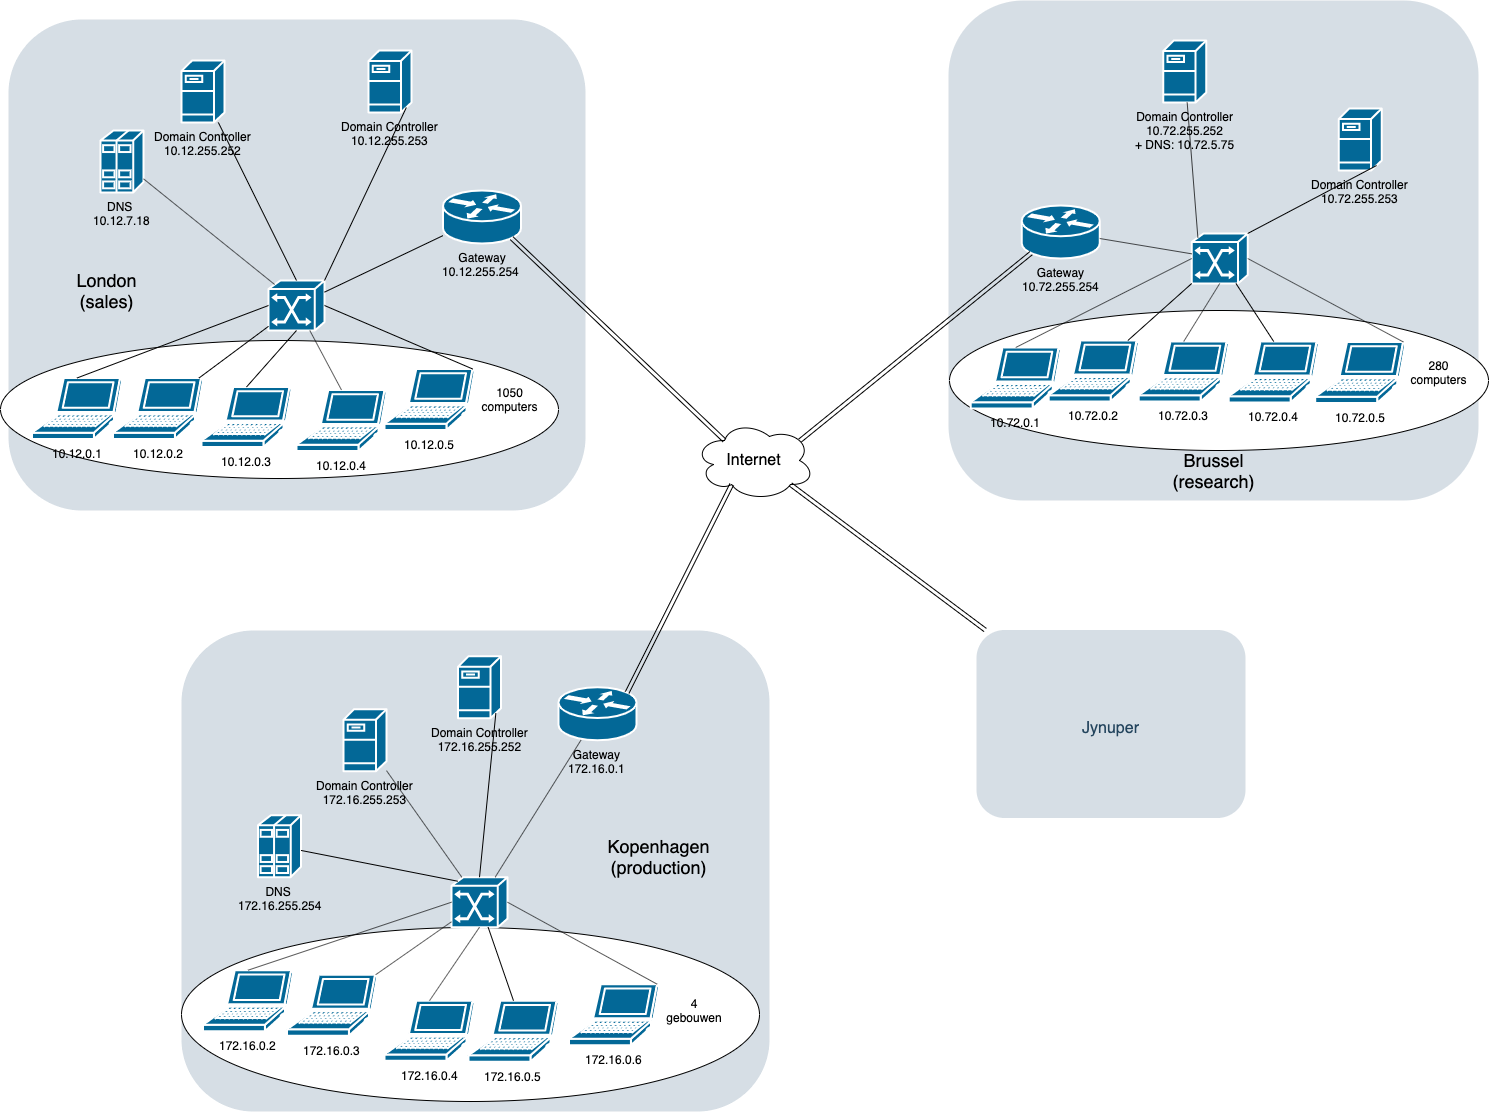 Domain Controller
10.12.255.252
Domain Controller
10.12.255.253
DNS
10.12.7.18
Gateway
10.12.255.254
London
(sales)
1050
computers
10.12.0.1
10.12.0.2
10.12.0.3
10.12.0.4
10.12.0.5
Domain Controller
10.72.255.252
+ DNS: 10.72.5.75
Domain Controller
10.72.255.253
Gateway
10.72.255.254
280
computers
10.72.0.1
10.72.0.2
10.72.0.3
10.72.0.4
10.72.0.5
Brussel
(research)
Internet
Domain Controller
172.16.255.252
Gateway
172.16.0.1
Domain Controller
172.16.255.253
DNS
172.16.255.254
Kopenhagen
(production)
4
gebouwen
172.16.0.2
172.16.0.3
172.16.0.4
172.16.0.5
172.16.0.6
Jynuper